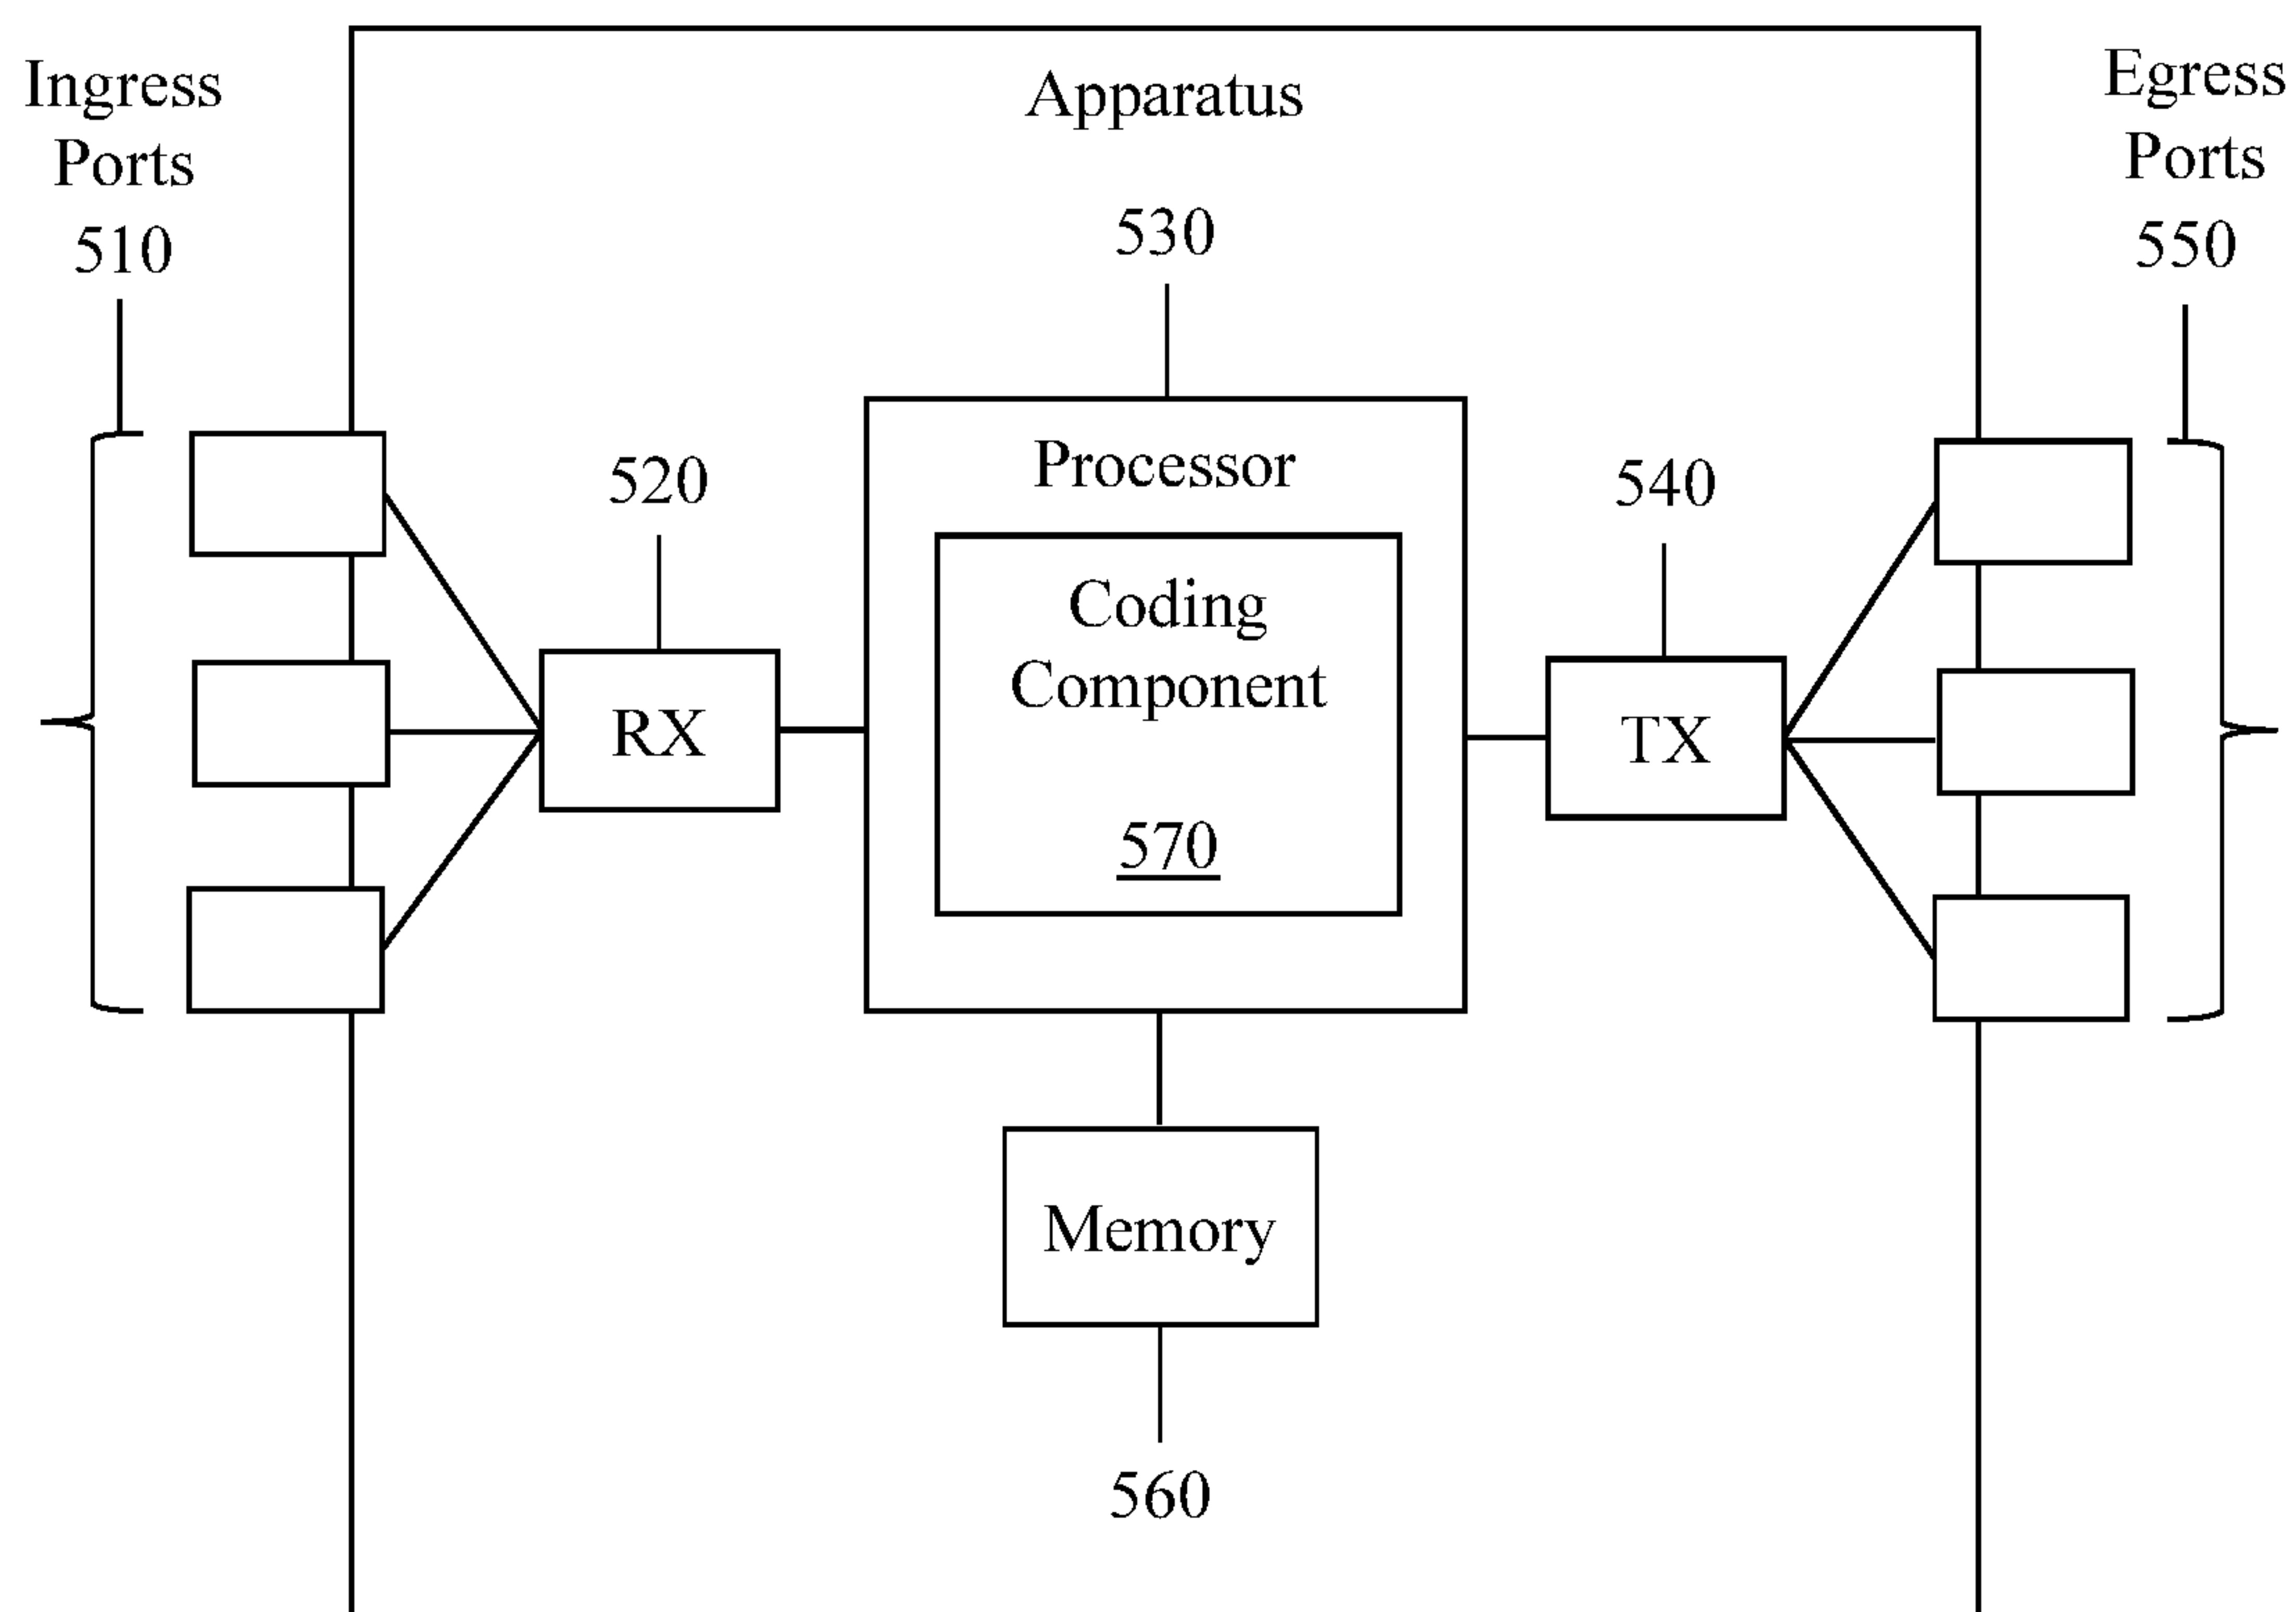 Ingress
Ports
510
Apparatus
530
Egress
Ports
550
520
Processor
540
Coding
Component
570
RX
TX
Memory
560